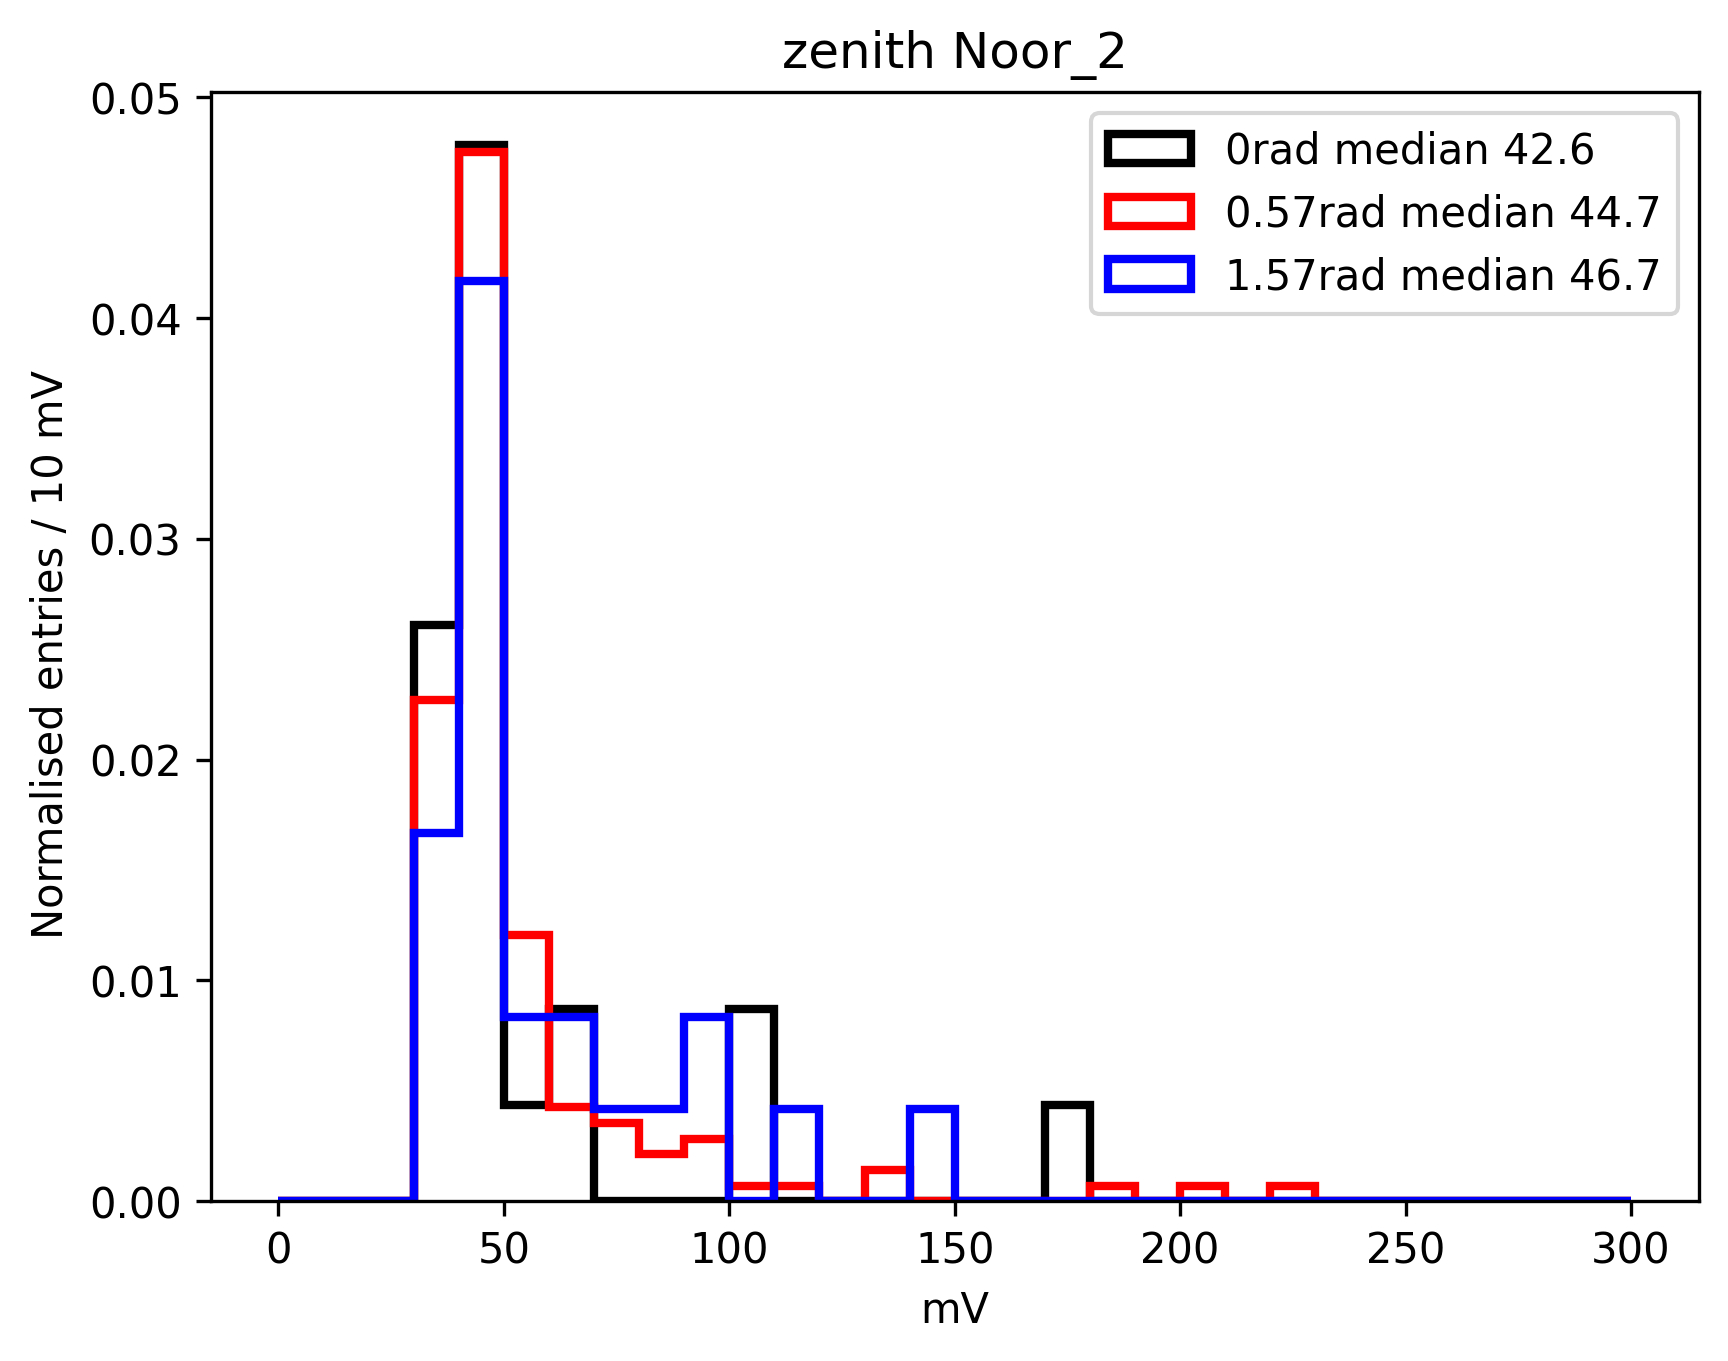 zenith Noor_2
0rad median 42.6
0.57rad median 44.7
1.57rad median 46.7
Normalised entries / 10 mV
0.05
0.04
0.03
0.02
0.01
0.00
0 50 100 150 200 250 300
mV